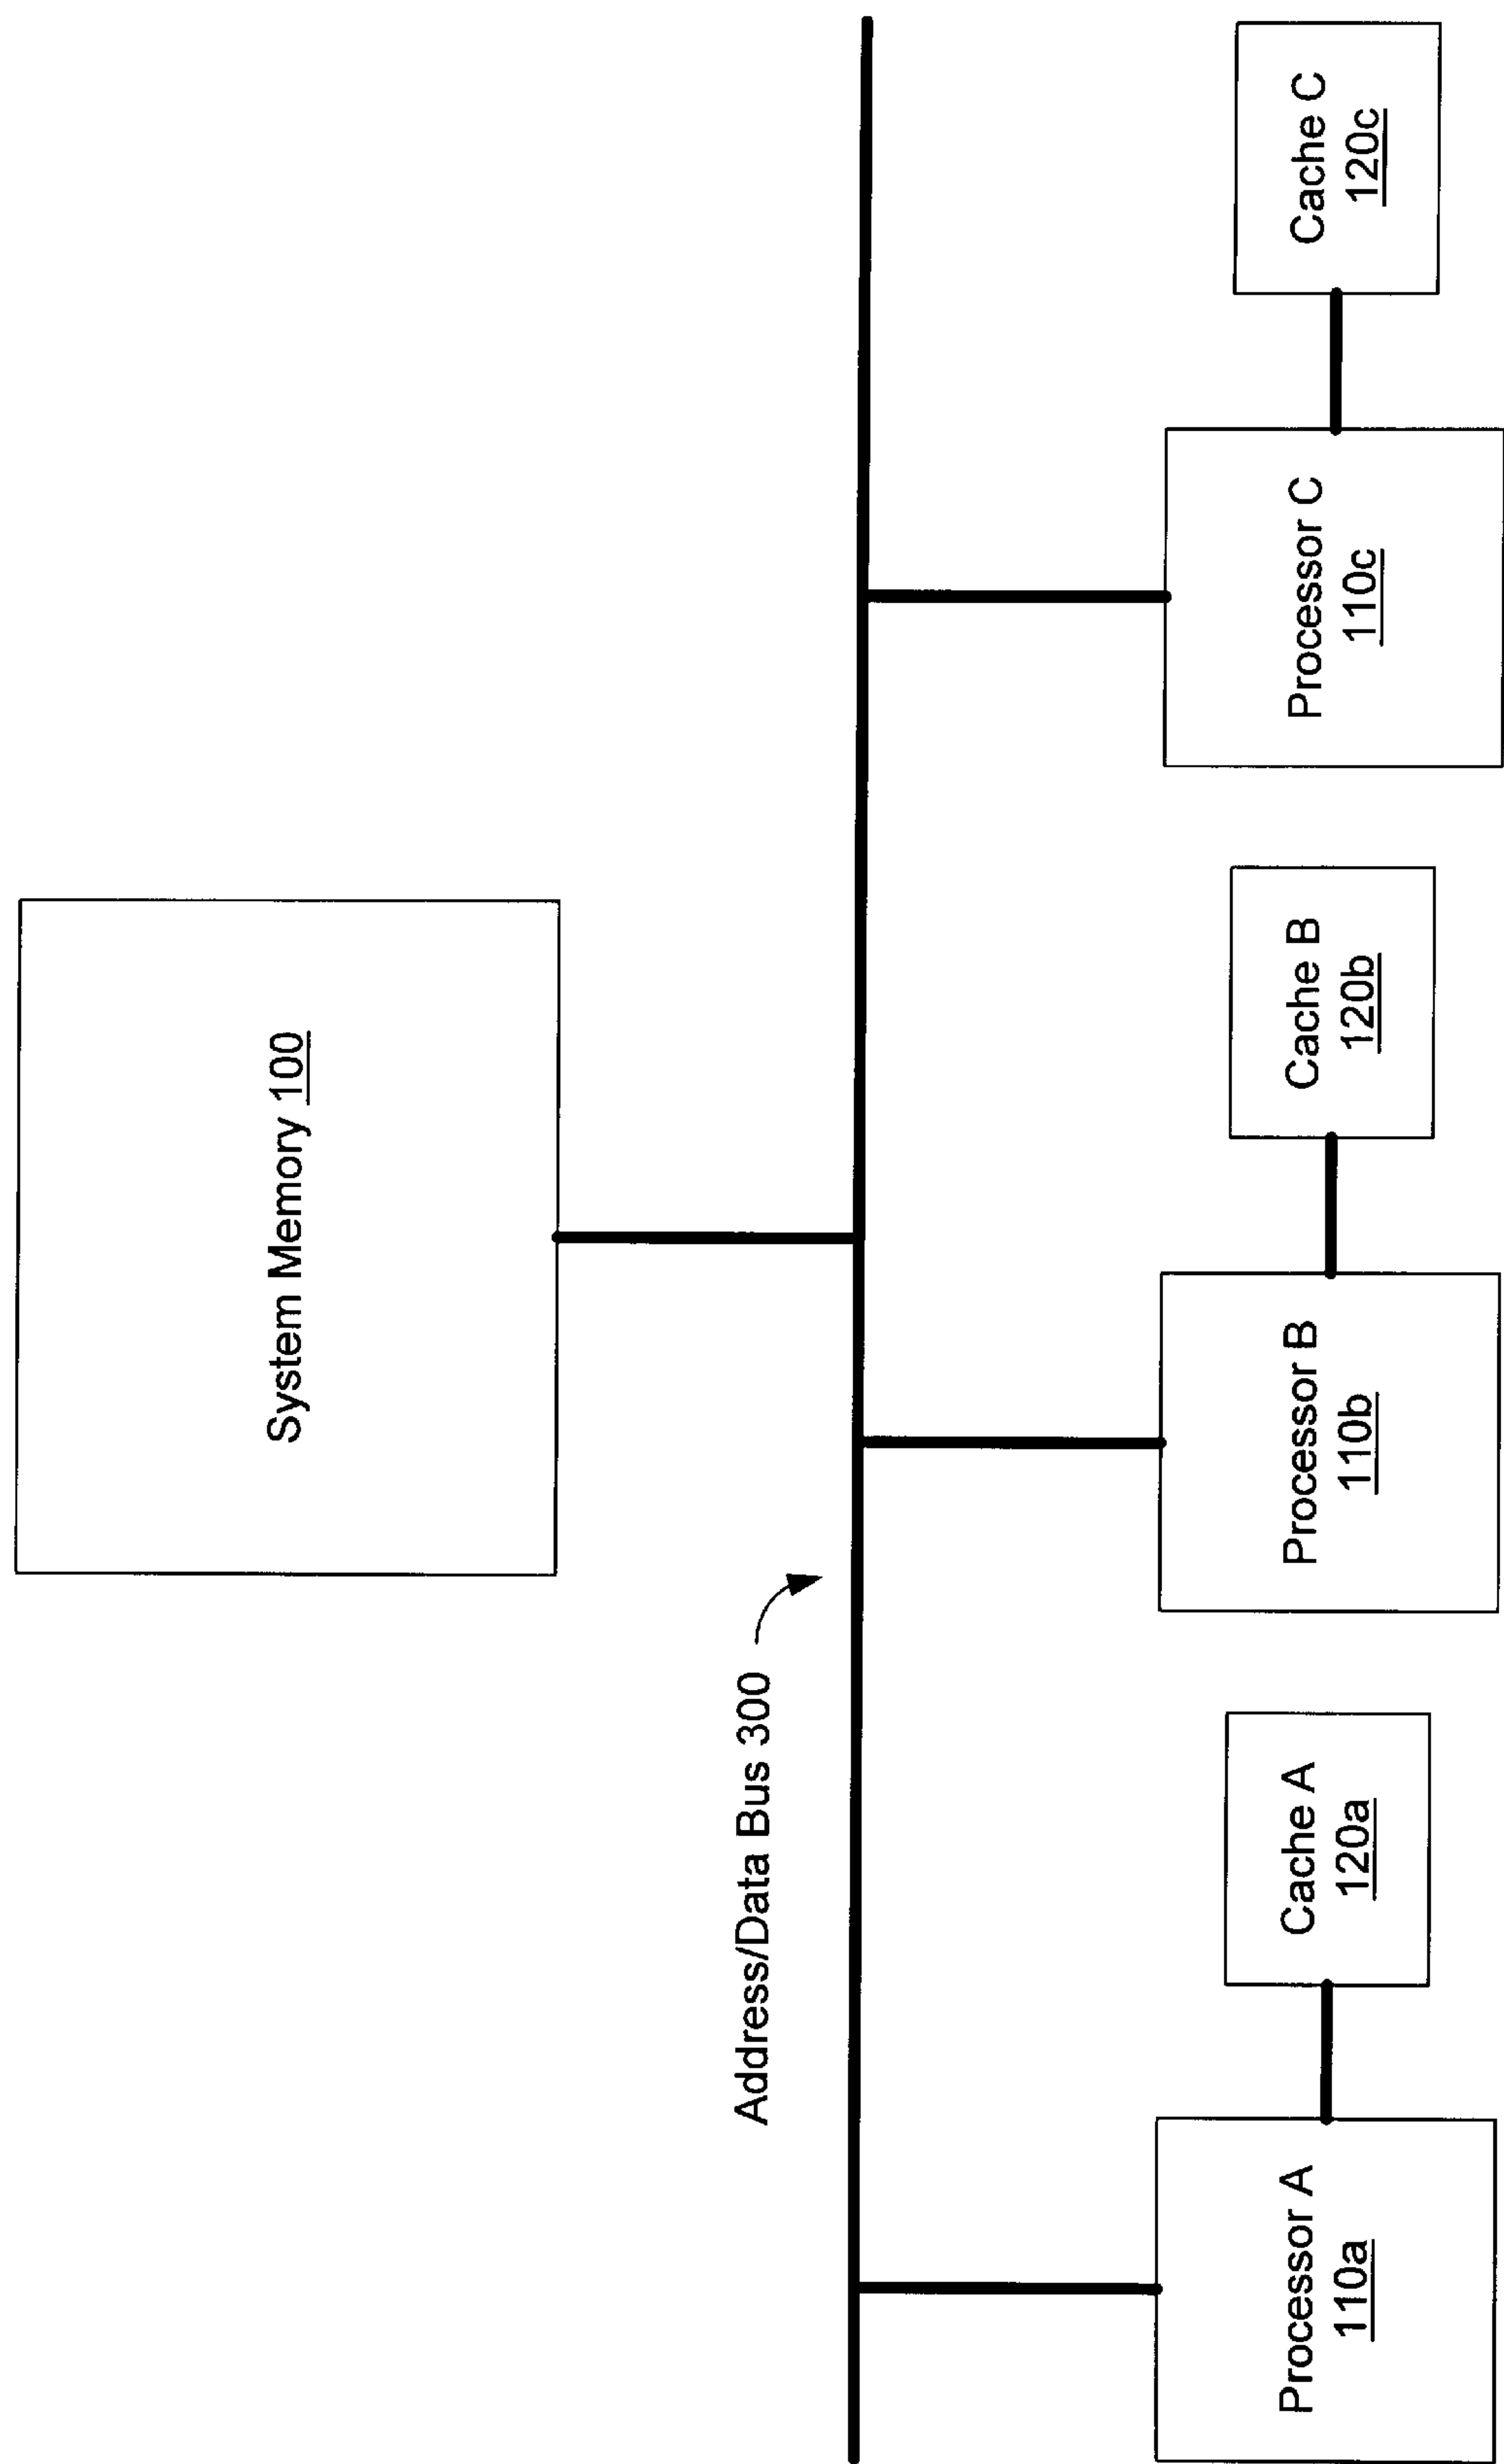 System Memory 100
Address/Data Bus 300
Processor A
110a
Cache A
120a
Processor B
110b
Cache B
120b
Processor C
110c
Cache C
120c